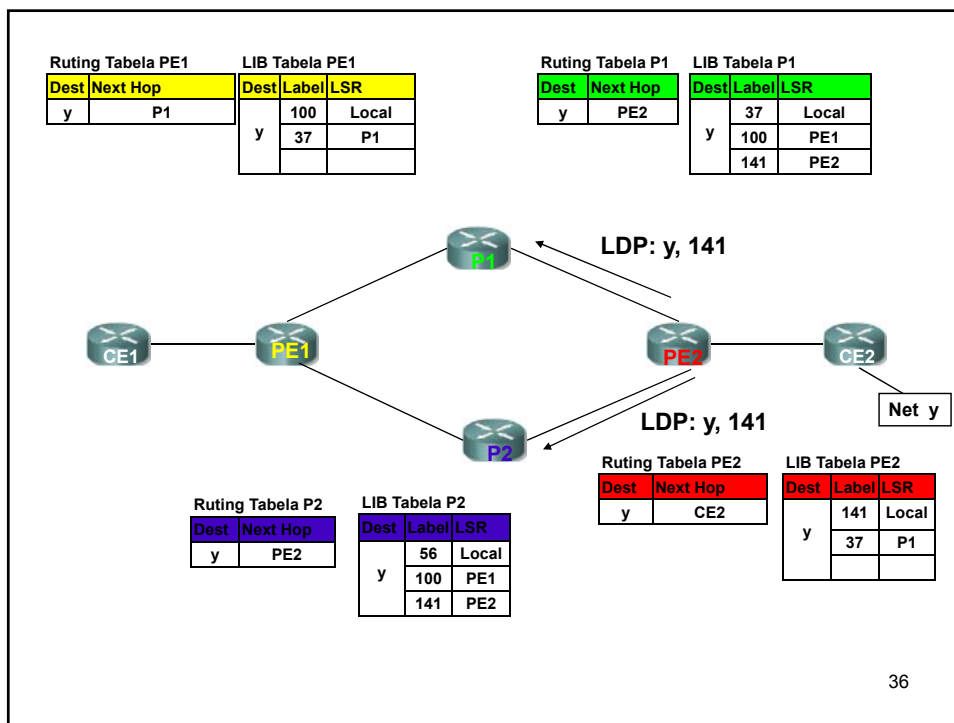 Ruting Tabela PE1
Dest Next Hop
y P1
LIB Tabela PE1
Dest Label LSR
y
100 Local
37 P1
Ruting Tabela P1
Dest Next Hop
y PE2
LIB Tabela P1
Dest Label LSR
y
37 Local
100 PE1
141 PE2
P1
LDP: y, 141
CE1
PE1
PE2
CE2
Net y
P2
LDP: y, 141
Ruting Tabela P2
Dest Next Hop
y PE2
LIB Tabela P2
Dest Label LSR
y
56 Local
100 PE1
141 PE2
Ruting Tabela PE2
Dest Next Hop
y CE2
LIB Tabela PE2
Dest Label LSR
y
141 Local
37 P1
36